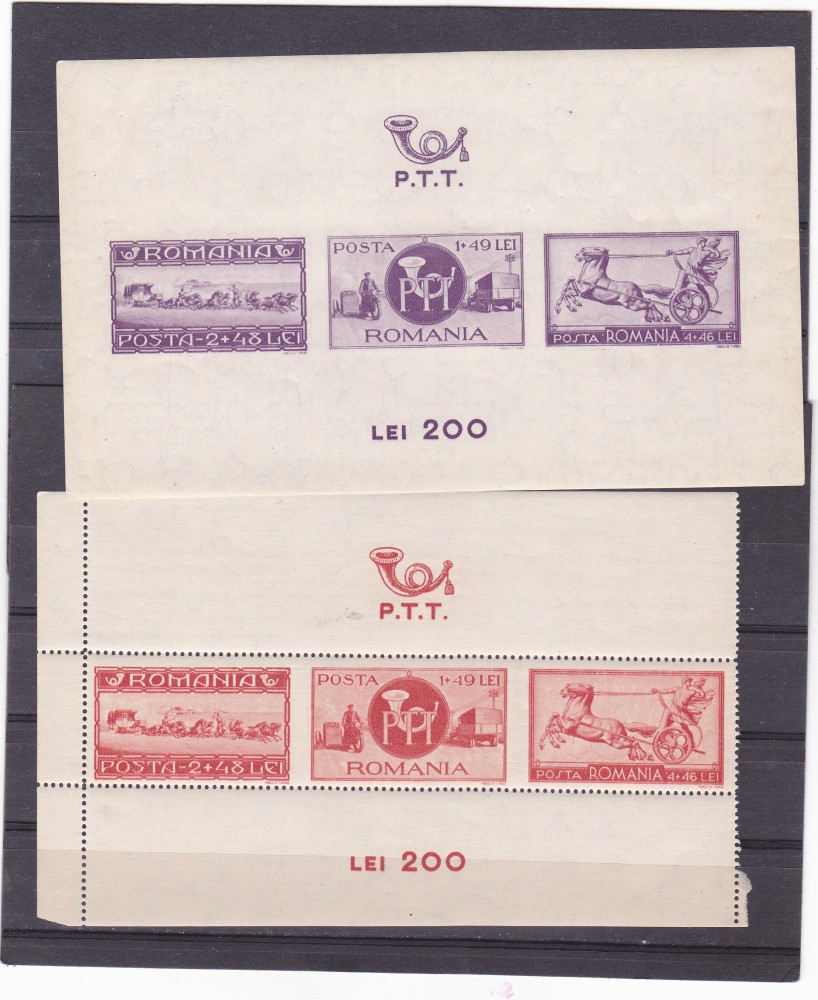 P.T.T.
ROMANIA
POSTA-2+48 LEI
POSTA 1+49 LEI
PTT
ROMANIA
POSTA ROMANIA 4+46 LEI
LEI 200
P.T.T.
ROMANIA
POSTA-2+48 LEI
POSTA 1+49 LEI
PTT
ROMANIA
POSTA ROMANIA 4+46 LEI
LEI 200